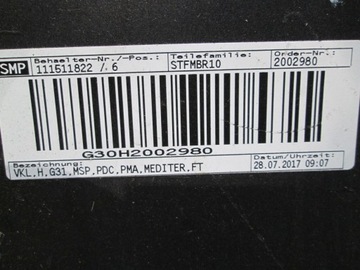 SMP
Behaelter-Nr./-Pos.: Teilefamilie: Order-Nr.:
111511822 / 6 STFMBR10 2002980
G30H2002980
Bezeichnung: Datum/Uhrzeit:
VKL.H.G31.MSP.PDC.PMA.MEDITER.FT 28.07.2017 09:07